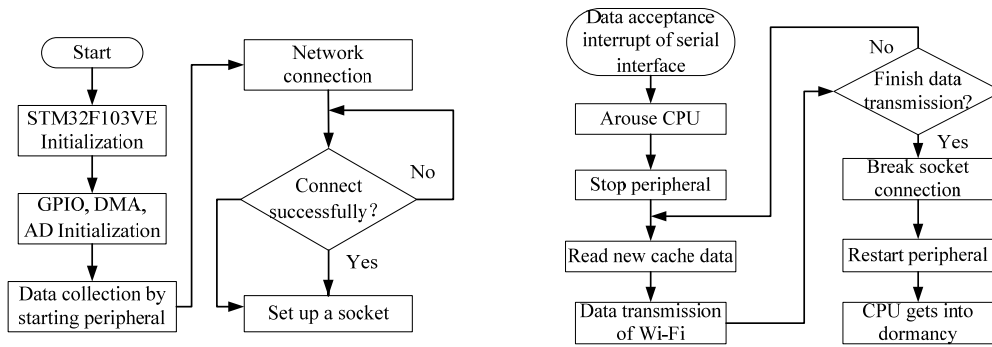 Start
STM32F103VE
Initialization
GPIO, DMA,
AD Initialization
Data collection by
starting peripheral
Network
connection
Connect
successfully?
No
Yes
Set up a socket
Data acceptance
interrupt of serial
interface
Arouse CPU
Stop peripheral
Read new cache data
Data transmission
of Wi-Fi
No
Finish data
transmission?
Yes
Break socket
connection
Restart peripheral
CPU gets into
dormancy